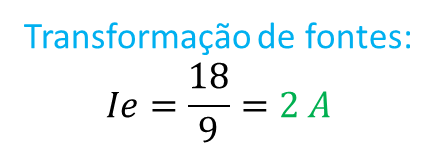 Transformação de fontes:
Ie = 18/9 = 2 A